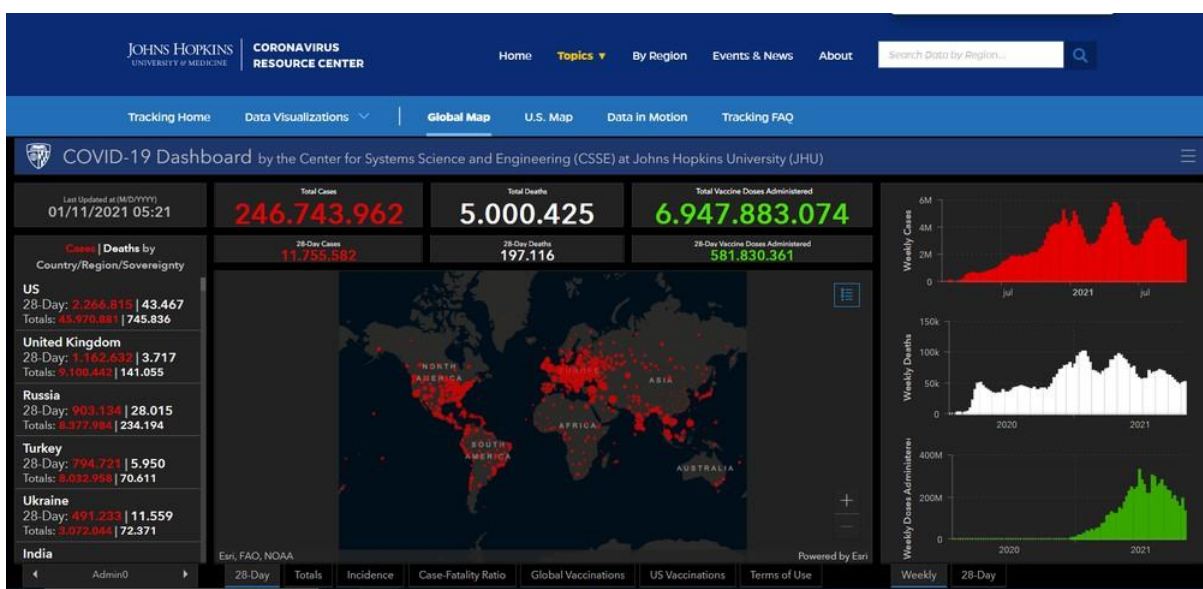 JOHNS HOPKINS
UNIVERSITY & MEDICINE
CORONAVIRUS
RESOURCE CENTER
Home
Topics ▾
By Region
Events & News
About
Search Data by Region...
Tracking Home
Data Visualizations
Global Map
U.S. Map
Data in Motion
Tracking FAQ
COVID-19 Dashboard by the Center for Systems Science and Engineering (CSSE) at Johns Hopkins University (JHU)
Last Updated at (M/D/YYYY)
01/11/2021 05:21
Cases | Deaths by
Country/Region/Sovereignty
US
28-Day: 2.266.815 | 43.467
Totals: 45.970.881 | 745.836
United Kingdom
28-Day: 1.162.632 | 3.717
Totals: 9.100.442 | 141.055
Russia
28-Day: 903.134 | 28.015
Totals: 8.377.984 | 234.194
Turkey
28-Day: 794.721 | 5.950
Totals: 8.032.958 | 70.611
Ukraine
28-Day: 491.233 | 11.559
Totals: 3.072.044 | 72.371
India
Admin0
Total Cases
246.743.962
Total Deaths
5.000.425
Total Vaccine Doses Administered
6.947.883.074
28-Day Cases
11.755.582
28-Day Deaths
197.116
28-Day Vaccine Doses Administered
581.830.361
NORTH
AMERICA
EUROPE
ASIA
AFRICA
SOUTH
AMERICA
AUSTRALIA
+
Esri, FAO, NOAA
Powered by Esri
28-Day
Totals
Incidence
Case-Fatality Ratio
Global Vaccinations
US Vaccinations
Terms of Use
Weekly Cases
6M
4M
2M
0
jul
2021
jul
Weekly Deaths
150k
100k
50k
0
2020
2021
Weekly Doses Administered
400M
200M
0
2020
2021
Weekly
28-Day